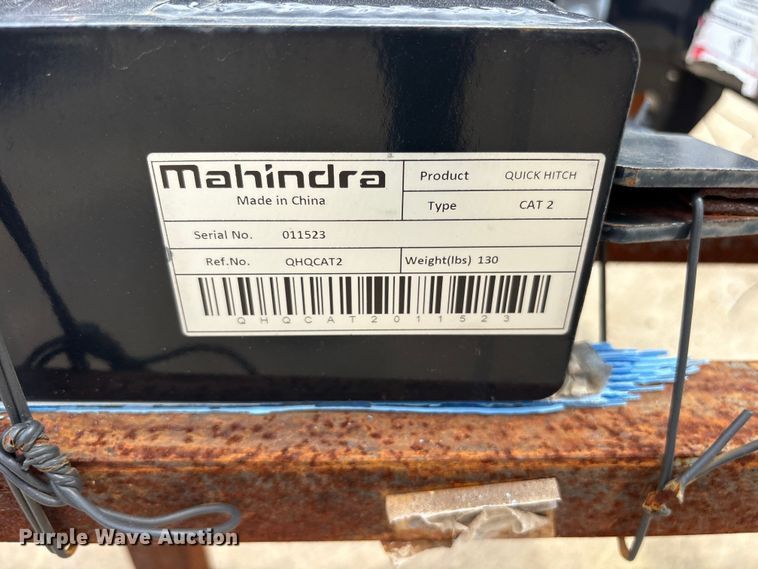 Mahindra
Made in China
Product QUICK HITCH
Type CAT 2
Serial No. 011523
Ref.No. QHQCAT2 Weight(lbs) 130
QHQCAT2011523
Purple Wave Auction